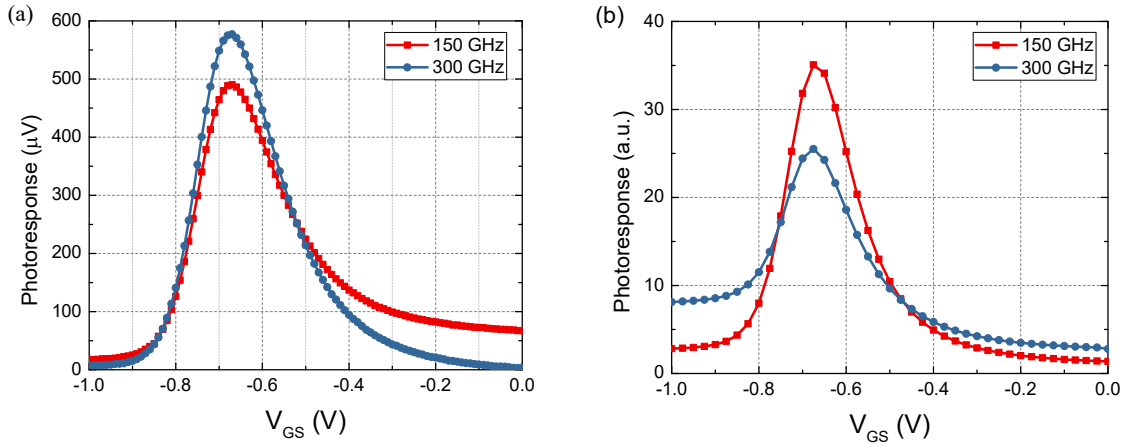 (a)
600
500
400
300
200
100
0
Photoresponse (μV)
-1.0 -0.8 -0.6 -0.4 -0.2 0.0
V_GS (V)
150 GHz
300 GHz
(b)
40
30
20
10
0
Photoresponse (a.u.)
-1.0 -0.8 -0.6 -0.4 -0.2 0.0
V_GS (V)
150 GHz
300 GHz